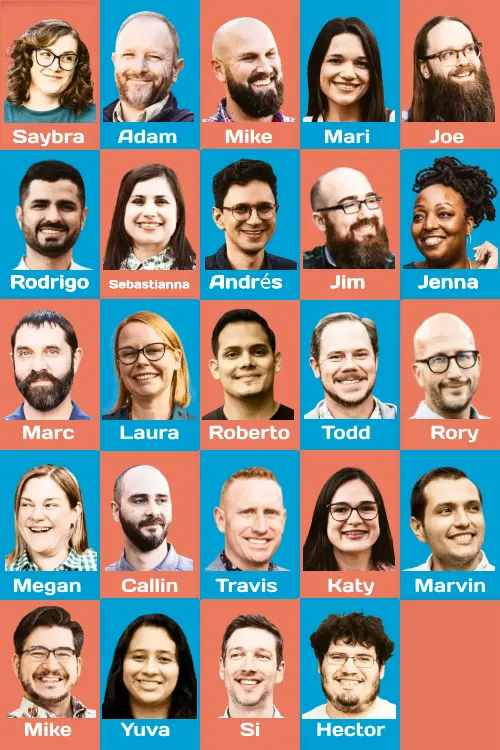 Saybra
Adam
Mike
Mari
Joe
Rodrigo
Sebastianna
Andrés
Jim
Jenna
Marc
Laura
Roberto
Todd
Rory
Megan
Callin
Travis
Katy
Marvin
Mike
Yuva
Si
Hector